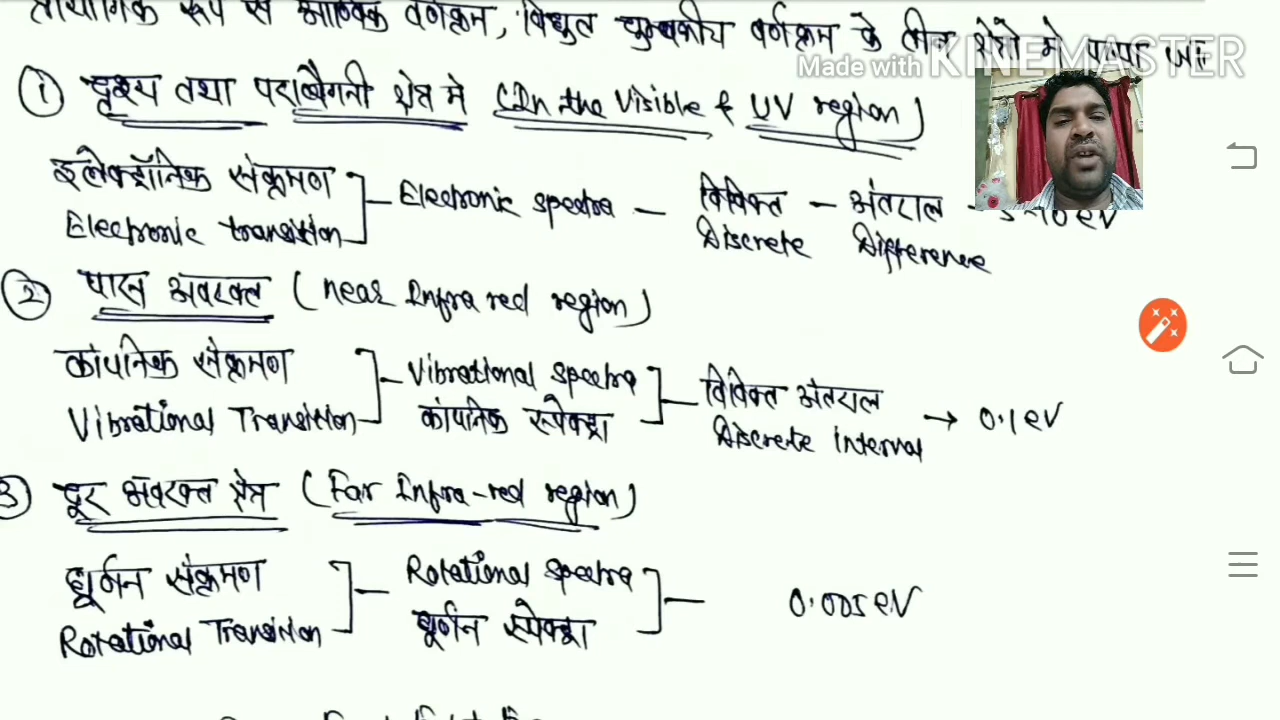 रूप से आण्विक वर्णक्रम, विद्युत चुम्बकीय वर्णक्रम के तीन क्षेत्रों मे पाया
Made with KINEMASTER
① दृश्य तथा पराबैगनी क्षेत्र मे (In the Visible & UV region)
इलेक्ट्रॉनिक संक्रमण
Electronic transition
Electronic spectra – विविक्त – अंतराल
Discrete Difference
② पास अवरक्त (near Infra red region)
कांपनिक संक्रमण
Vibrational Transition
Vibrational spectra
कांपनिक स्पेक्ट्रा
विविक्त अंतराल
Discrete interval → 0.1 eV
③ दूर अवरक्त क्षेत्र (Far Infra-red region)
घूर्णन संक्रमण
Rotational Transition
Rotational spectra
घूर्णन स्पेक्ट्रा
0.005 eV